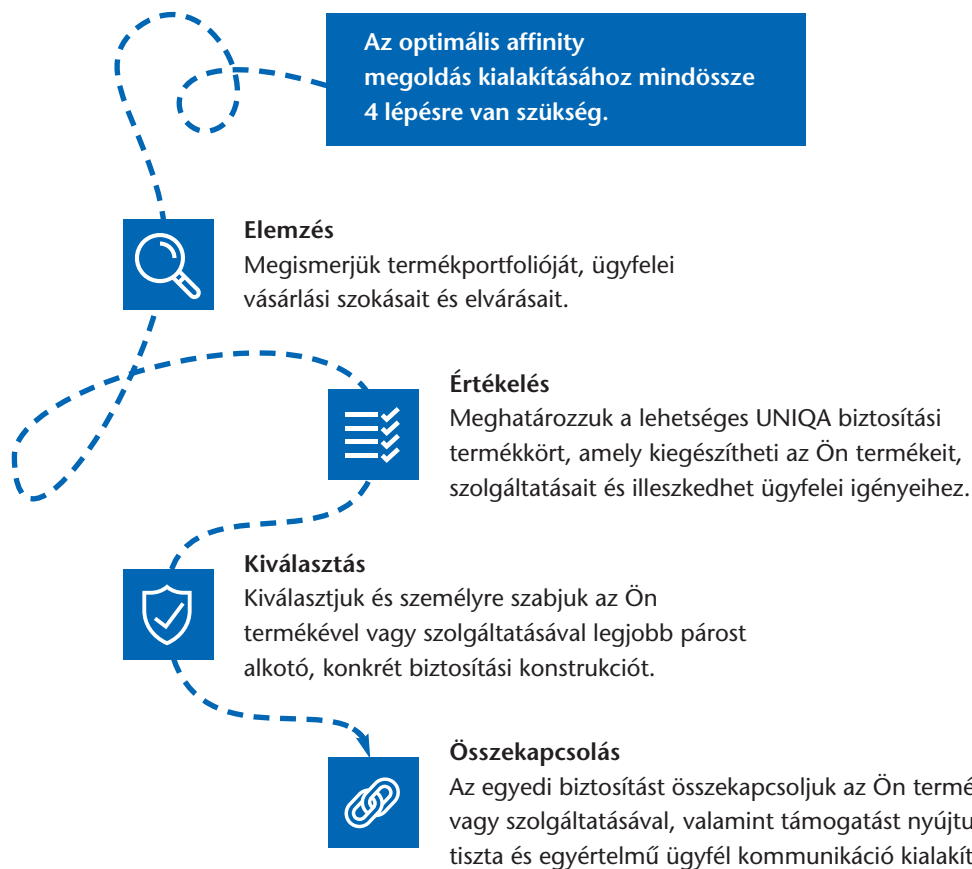 Az optimális affinity
megoldás kialakításához mindössze
4 lépésre van szükség.
Elemzés
Megismerjük termékportfolióját, ügyfelei
vásárlási szokásait és elvárásait.
Értékelés
Meghatározzuk a lehetséges UNIQA biztosítási
termékkört, amely kiegészítheti az Ön termékeit,
szolgáltatásait és illeszkedhet ügyfelei igényeihez.
Kiválasztás
Kiválasztjuk és személyre szabjuk az Ön
termékével vagy szolgáltatásával legjobb párost
alkotó, konkrét biztosítási konstrukciót.
Összekapcsolás
Az egyedi biztosítást összekapcsoljuk az Ön
vagy szolgáltatásával, valamint támogatást
tiszta és egyértelmű ügyfél kommunikáció